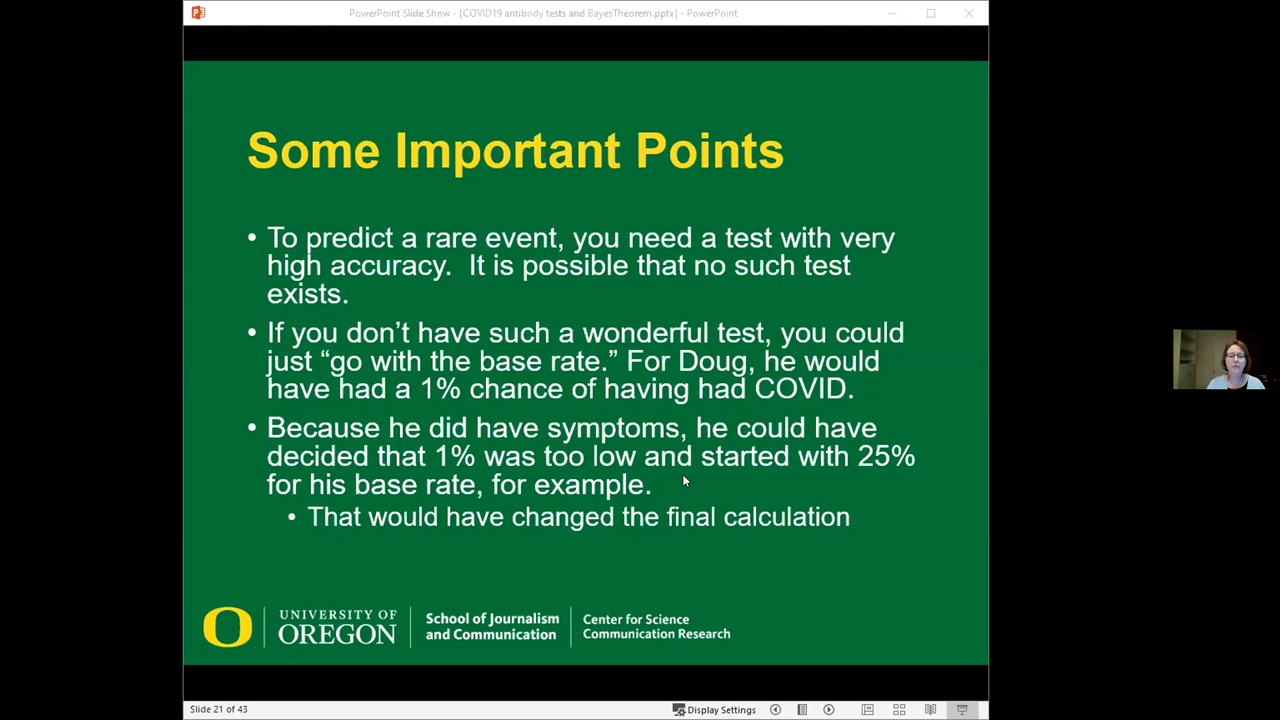 PowerPoint Slide Show - [COVID19 antibody tests and BayesTheorem.pptx] - PowerPoint
Some Important Points
• To predict a rare event, you need a test with very
high accuracy.  It is possible that no such test
exists.
• If you don’t have such a wonderful test, you could
just “go with the base rate.” For Doug, he would
have had a 1% chance of having had COVID.
• Because he did have symptoms, he could have
decided that 1% was too low and started with 25%
for his base rate, for example.
• That would have changed the final calculation
UNIVERSITY OF
OREGON
School of Journalism
and Communication
Center for Science
Communication Research
Slide 21 of 43
Display Settings